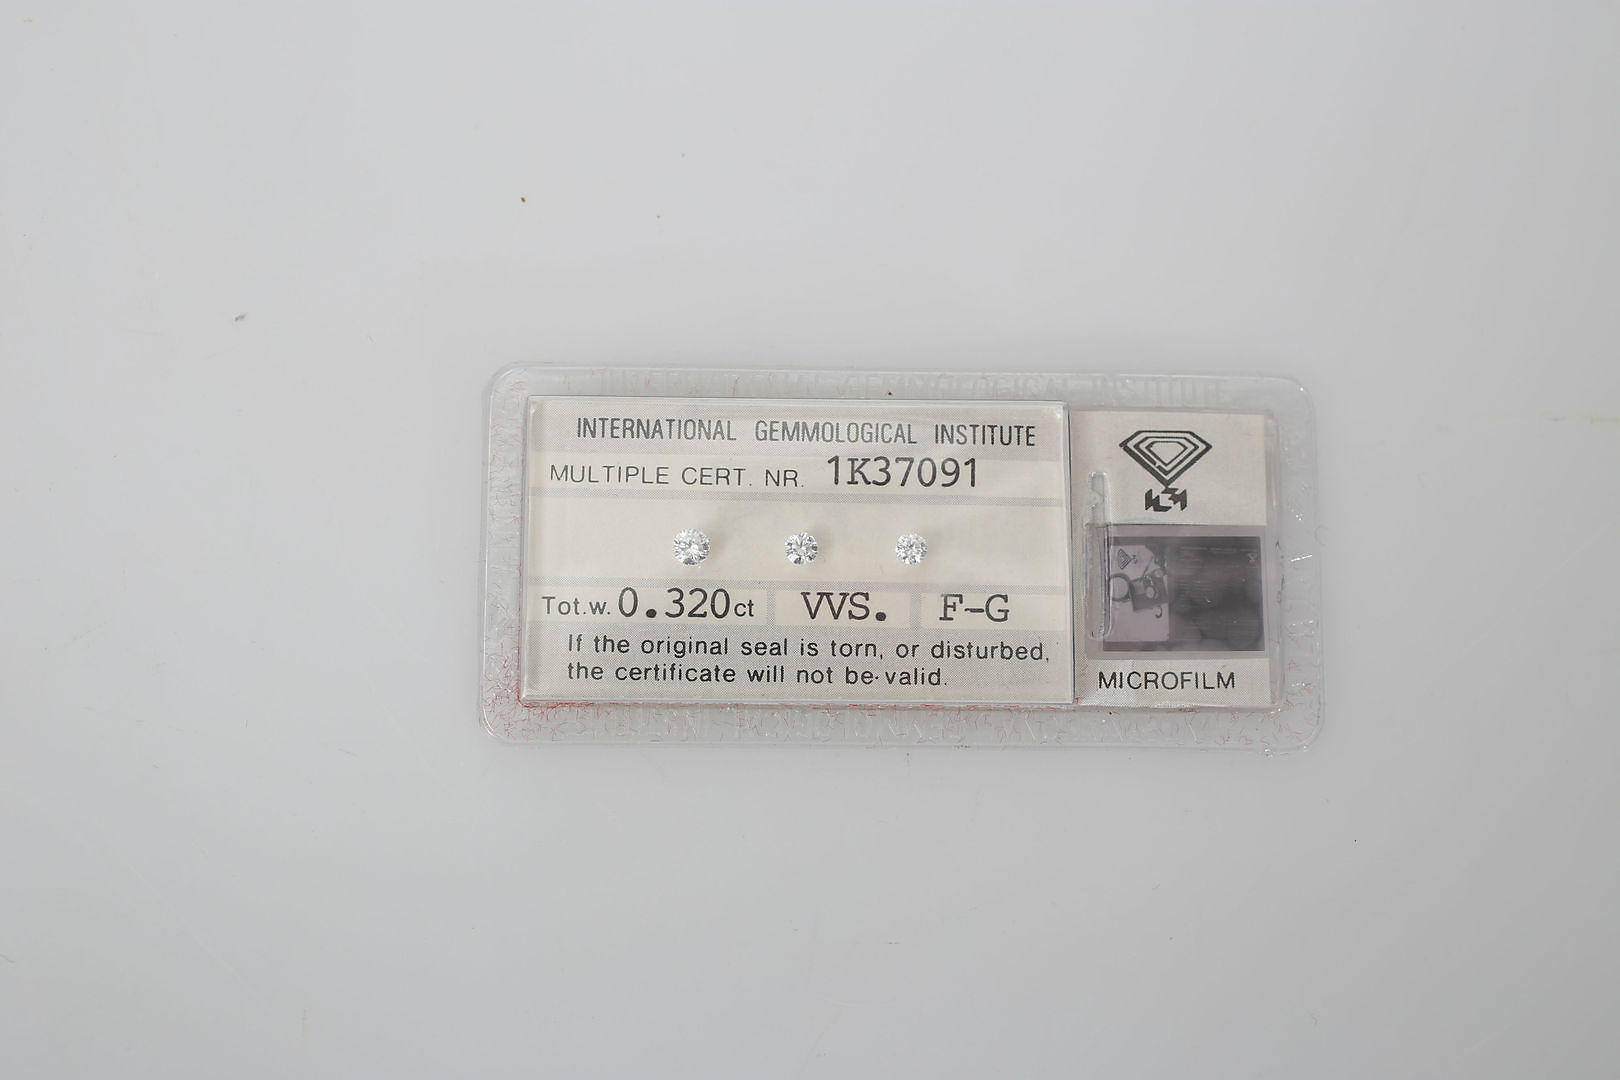 INTERNATIONAL GEMMOLOGICAL INSTITUTE
MULTIPLE CERT. NR. 1K37091
Tot.w. 0.320ct VVS. F-G
If the original seal is torn, or disturbed,
the certificate will not be valid.
MICROFILM